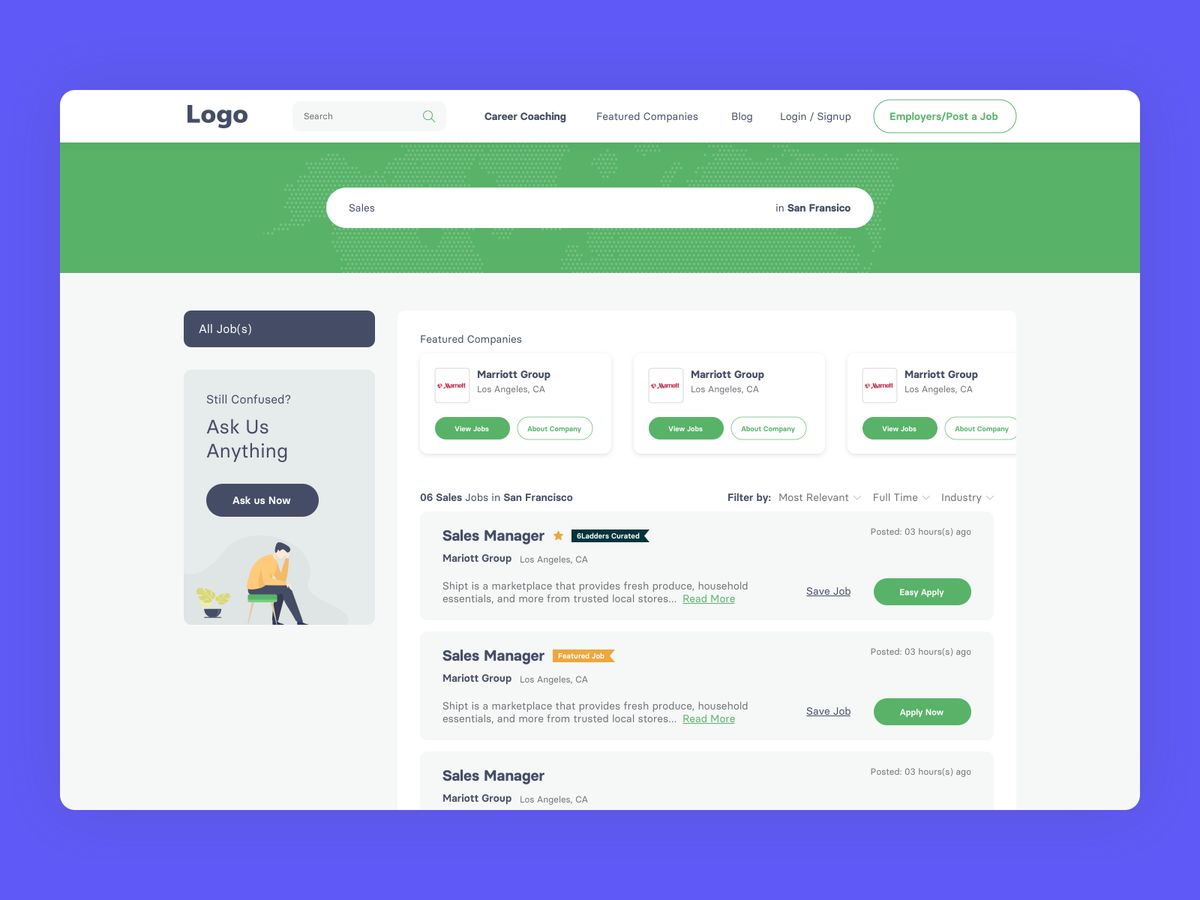 Logo
Search
Career Coaching
Featured Companies
Blog
Login / Signup
Employers/Post a Job
Sales
in San Fransico
All Job(s)
Still Confused?
Ask Us
Anything
Ask us Now
Featured Companies
Marriott
Marriott Group
Los Angeles, CA
View Jobs
About Company
Marriott
Marriott Group
Los Angeles, CA
View Jobs
About Company
Marriott
Marriott Group
Los Angeles, CA
View Jobs
About Company
06 Sales Jobs in San Francisco
Filter by: Most Relevant Full Time Industry
Sales Manager
6Ladders Curated
Posted: 03 hours(s) ago
Mariott Group Los Angeles, CA
Shipt is a marketplace that provides fresh produce, household
essentials, and more from trusted local stores... Read More
Save Job
Easy Apply
Sales Manager
Featured Job
Posted: 03 hours(s) ago
Mariott Group Los Angeles, CA
Shipt is a marketplace that provides fresh produce, household
essentials, and more from trusted local stores... Read More
Save Job
Apply Now
Sales Manager
Posted: 03 hours(s) ago
Mariott Group Los Angeles, CA